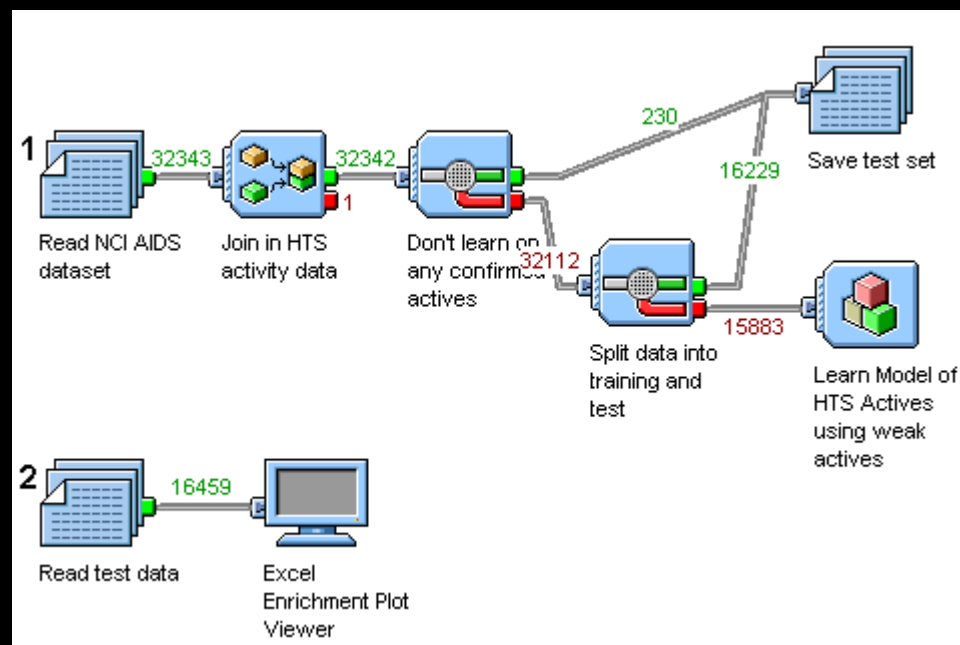 1
32343
32342
1
230
16229
Read NCI AIDS
dataset
Join in HTS
activity data
Don't learn on
any confirmed
actives
32112
Save test set
15883
Split data into
training and
test
Learn Model of
HTS Actives
using weak
actives
2
16459
Read test data
Excel
Enrichment Plot
Viewer